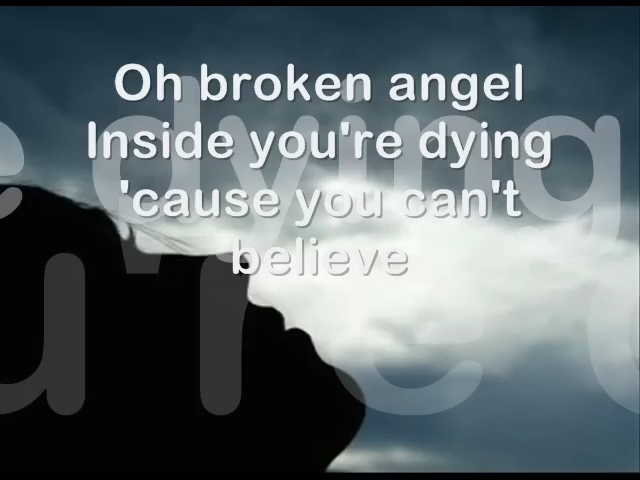 Oh broken angel
Inside you're dying
'cause you can't
believe